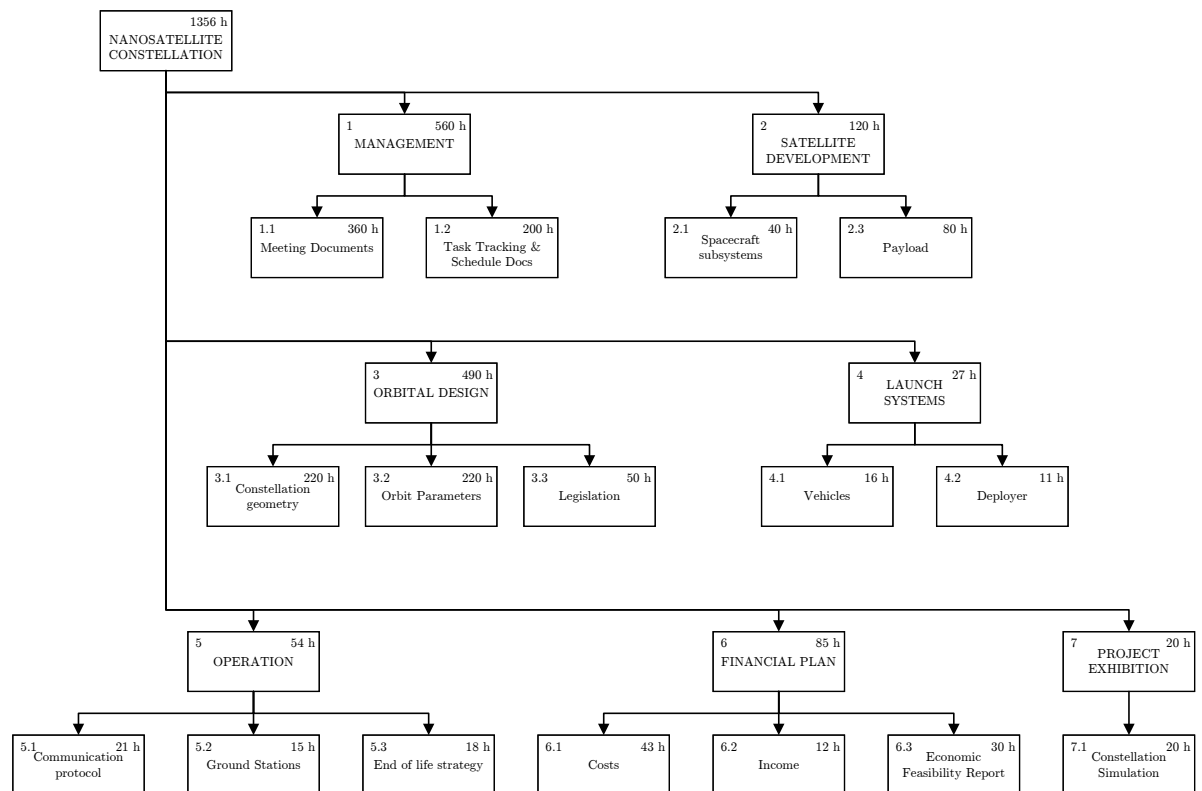 1356 h
NANOSATELLITE
CONSTELLATION
1 560 h
MANAGEMENT
2 120 h
SATELLITE
DEVELOPMENT
1.1 360 h
Meeting Documents
1.2 200 h
Task Tracking &
Schedule Docs
2.1 40 h
Spacecraft
subsystems
2.3 80 h
Payload
3 490 h
ORBITAL DESIGN
4 27 h
LAUNCH
SYSTEMS
3.1 220 h
Constellation
geometry
3.2 220 h
Orbit Parameters
3.3 50 h
Legislation
4.1 16 h
Vehicles
4.2 11 h
Deployer
5 54 h
OPERATION
6 85 h
FINANCIAL PLAN
7 20 h
PROJECT
EXHIBITION
5.1 21 h
Communication
protocol
5.2 15 h
Ground Stations
5.3 18 h
End of life strategy
6.1 43 h
Costs
6.2 12 h
Income
6.3 30 h
Economic
Feasibility Report
7.1 20 h
Constellation
Simulation